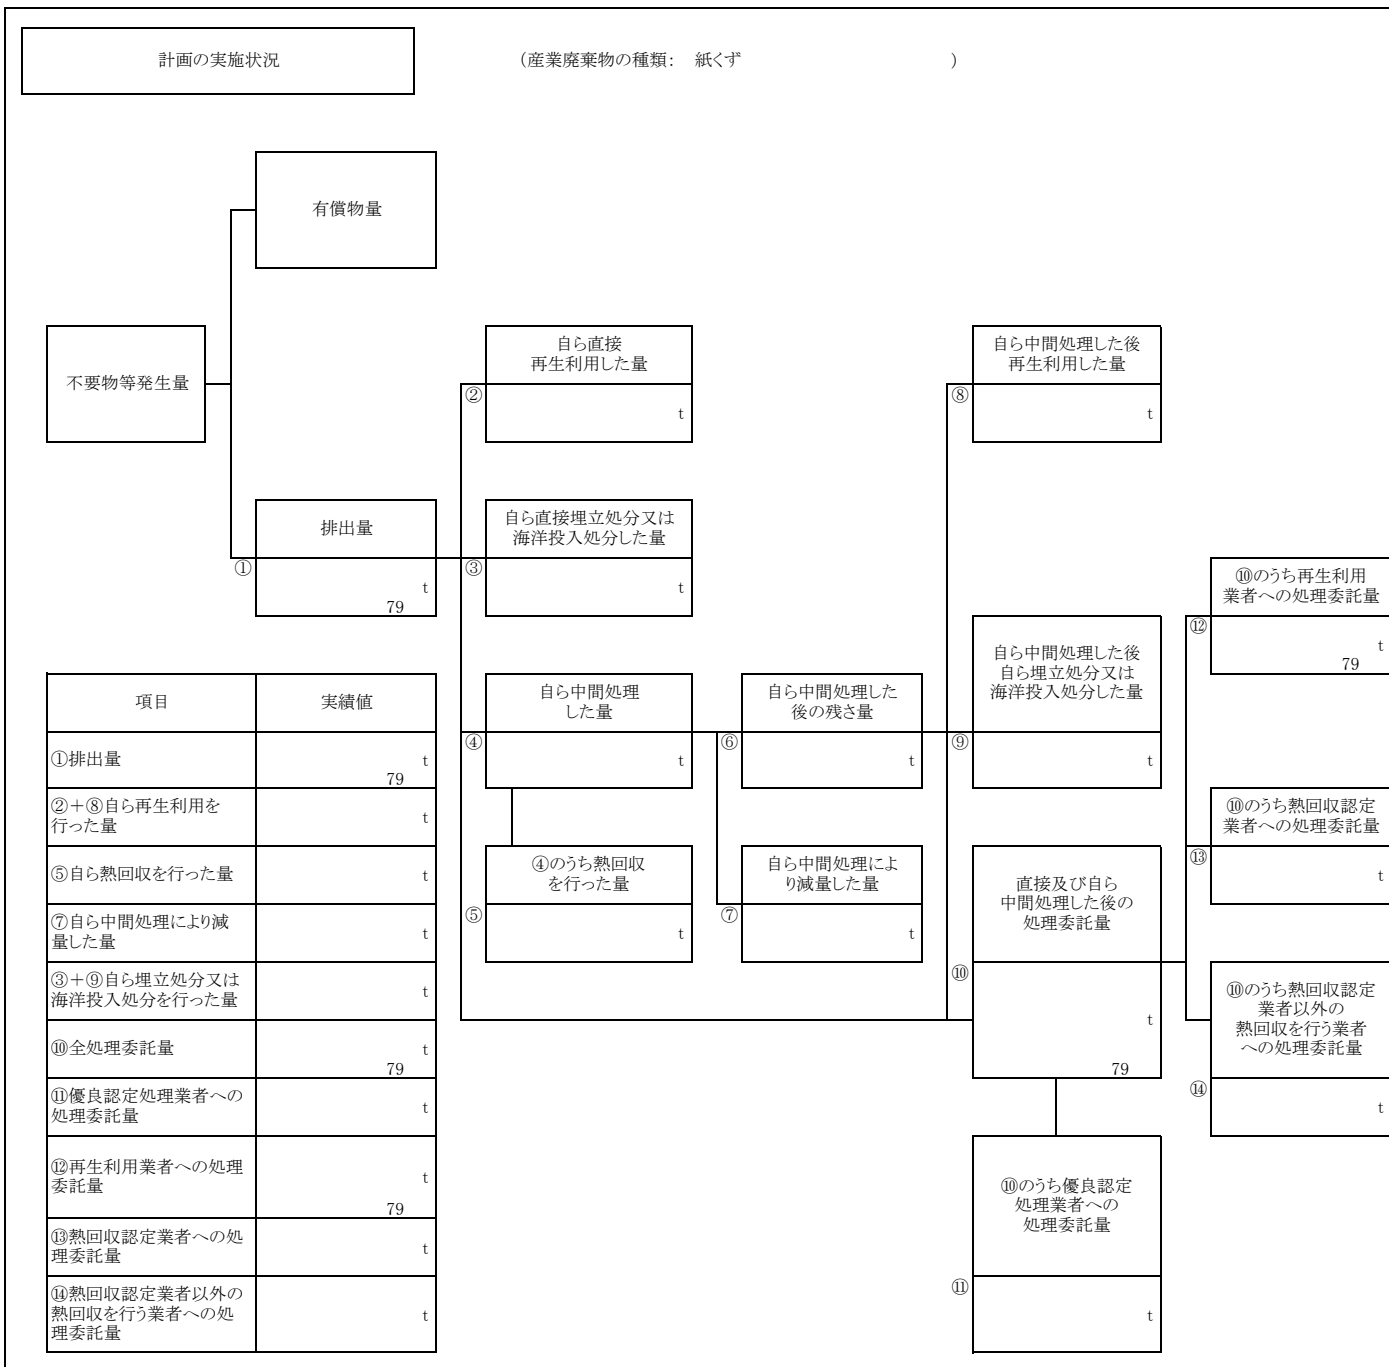 計画の実施状況
（産業廃棄物の種類：　紙くず　　　　　　　　　　　　）
有償物量
不要物等発生量
自ら直接
再生利用した量
②
t
自ら中間処理した後
再生利用した量
⑧
t
排出量
①
t
79
自ら直接埋立処分又は
海洋投入処分した量
③
t
⑩のうち再生利用
業者への処理委託量
⑫
t
79
自ら中間処理した後
自ら埋立処分又は
海洋投入処分した量
⑨
t
自ら中間処理
した量
④
t
自ら中間処理した
後の残さ量
⑥
t
④のうち熱回収
を行った量
⑤
t
自ら中間処理によ
り減量した量
⑦
t
直接及び自ら
中間処理した後の
処理委託量
⑩
t
79
⑩のうち熱回収認定
業者への処理委託量
⑬
t
⑩のうち熱回収認定
業者以外の
熱回収を行う業者
への処理委託量
⑭
t
⑩のうち優良認定
処理業者への
処理委託量
⑪
t
項目
実績値
①排出量
t
79
②＋⑧自ら再生利用を
行った量
t
⑤自ら熱回収を行った量
t
⑦自ら中間処理により減
量した量
t
③＋⑨自ら埋立処分又は
海洋投入処分を行った量
t
⑩全処理委託量
t
79
⑪優良認定処理業者への
処理委託量
t
⑫再生利用業者への処理
委託量
t
79
⑬熱回収認定業者への処
理委託量
t
⑭熱回収認定業者以外の
熱回収を行う業者への処
理委託量
t